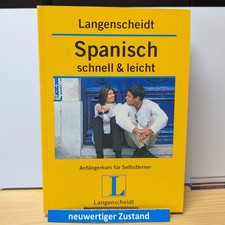 Langenscheidt
Spanisch
schnell & leicht
Anfängerkurs für Selbstlerner
L
Langenscheidt
neuwertiger Zustand